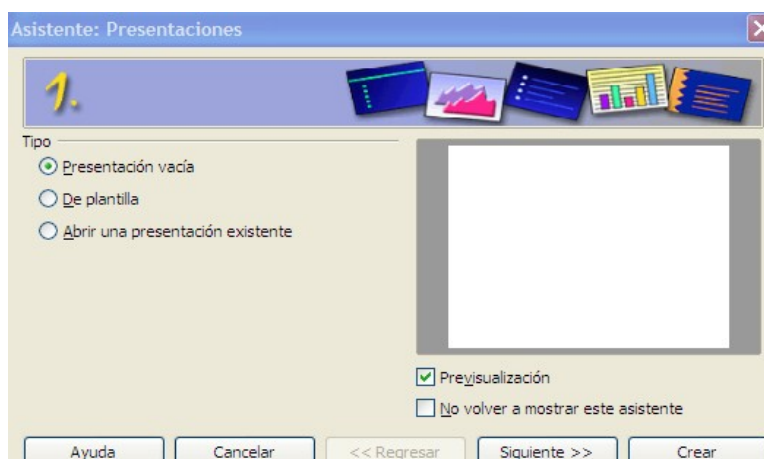 Asistente: Presentaciones
1.
Tipo
Presentación vacía
De plantilla
Abrir una presentación existente
Previsualización
No volver a mostrar este asistente
Ayuda Cancelar << Regresar Siguiente >> Crear